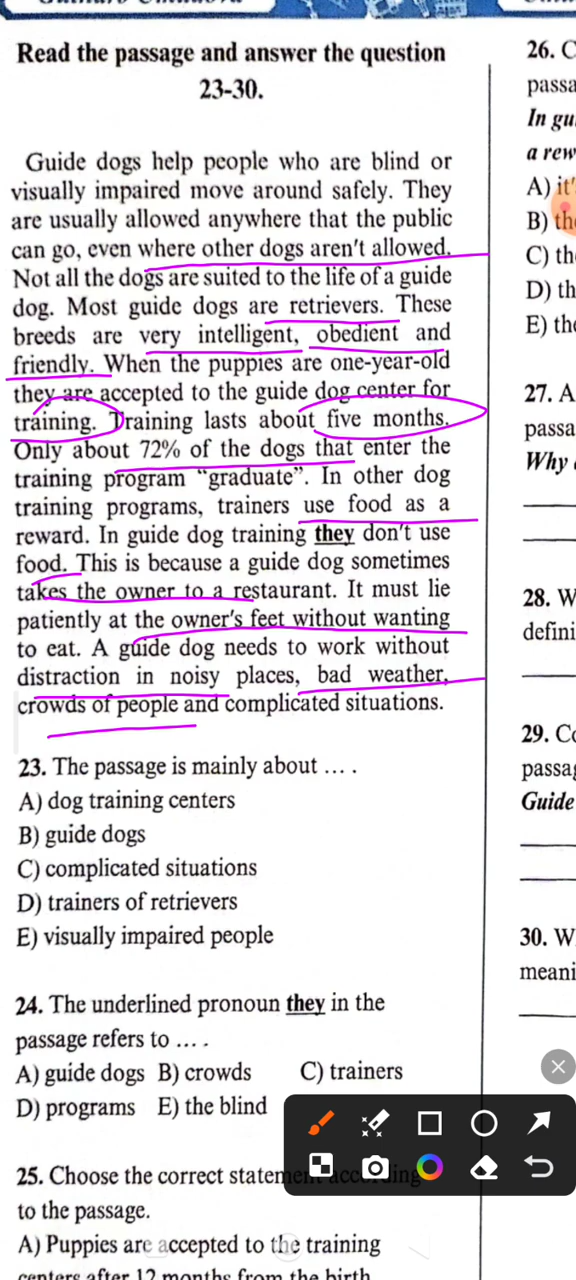 Read the passage and answer the question
23-30.
Guide dogs help people who are blind or
visually impaired move around safely. They
are usually allowed anywhere that the public
can go, even where other dogs aren't allowed.
Not all the dogs are suited to the life of a guide
dog. Most guide dogs are retrievers. These
breeds are very intelligent, obedient and
friendly. When the puppies are one-year-old
they are accepted to the guide dog center for
training. Training lasts about five months.
Only about 72% of the dogs that enter the
training program “graduate”. In other dog
training programs, trainers use food as a
reward. In guide dog training they don't use
food. This is because a guide dog sometimes
takes the owner to a restaurant. It must lie
patiently at the owner's feet without wanting
to eat. A guide dog needs to work without
distraction in noisy places, bad weather,
crowds of people and complicated situations.
23. The passage is mainly about ... .
A) dog training centers
B) guide dogs
C) complicated situations
D) trainers of retrievers
E) visually impaired people
24. The underlined pronoun they in the
passage refers to ... .
A) guide dogs B) crowds C) trainers
D) programs E) the blind
25. Choose the correct statement according
to the passage.
A) Puppies are accepted to the training
centers after 12 months from the birth
26. C
passa
In gu
a rew
A) it'
B) th
C) th
D) th
E) the
27. A
passa
Why
28. W
defini
29. Co
passag
Guide
30. W
meani